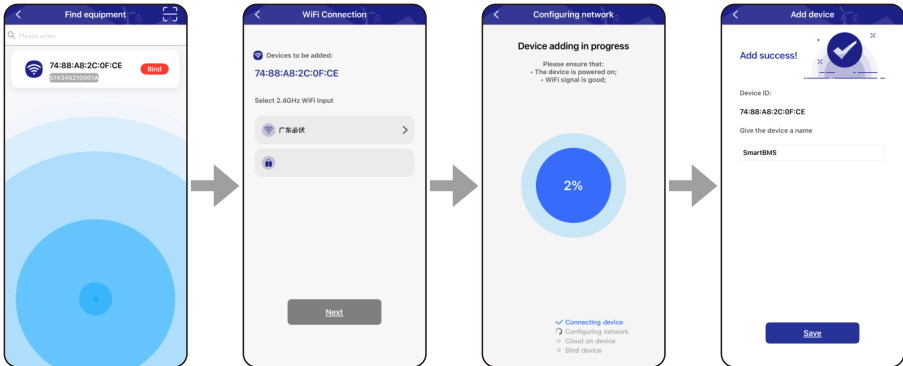 Find equipment
Please enter
74:88:A8:2C:0F:CE
514345210001A
Bind
WiFi Connection
Devices to be added:
74:88:A8:2C:0F:CE
Select 2.4GHz WiFi Input
广东必伏
Next
Configuring network
Device adding in progress
Please ensure that:
• The device is powered on;
• WiFi signal is good;
2%
Connecting device
Configuring network
Cloud on device
Bind device
Add device
Add success!
Device ID:
74:88:A8:2C:0F:CE
Give the device a name
SmartBMS
Save